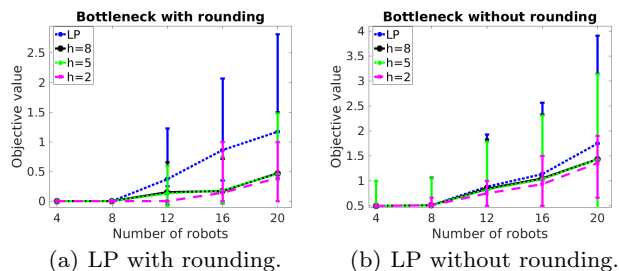 Bottleneck with rounding
LP
h=8
h=5
h=2
Objective value
2.5
2
1.5
1
0.5
0
4 8 12 16 20
Number of robots
(a) LP with rounding.
Bottleneck without rounding
LP
h=8
h=5
h=2
Objective value
4
3.5
3
2.5
2
1.5
1
0.5
4 8 12 16 20
Number of robots
(b) LP without rounding.